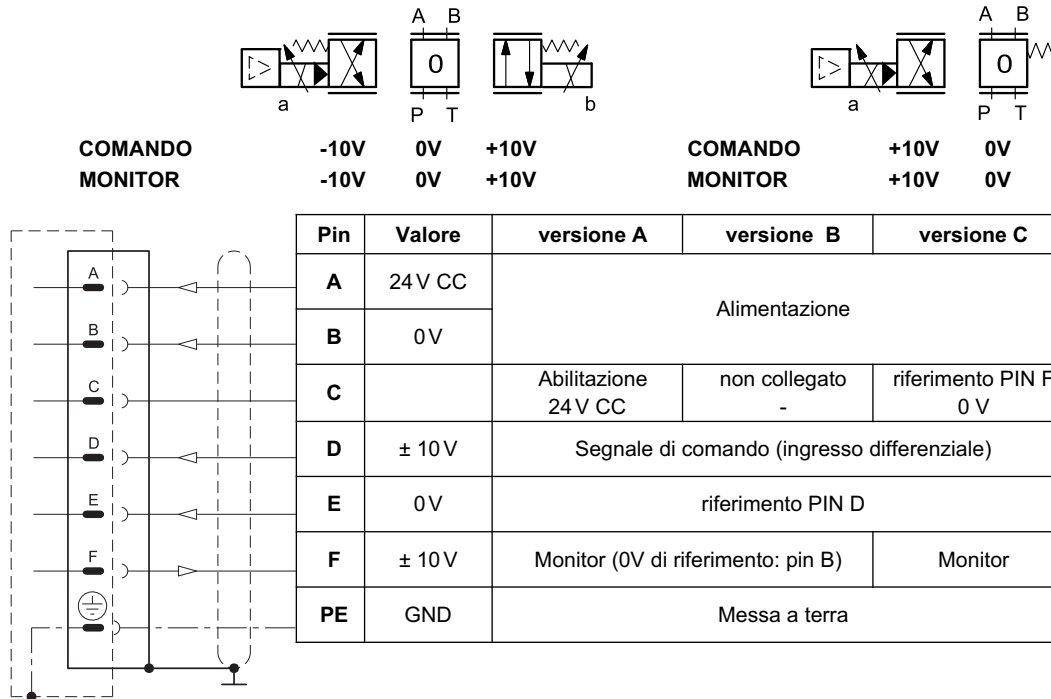 A B A B
0 0
a b a
P T P T
COMANDO -10V 0V +10V COMANDO +10V 0V
MONITOR -10V 0V +10V MONITOR +10V 0V
Pin Valore versione A versione B versione C
A A 24 V CC Alimentazione
B B 0 V
C C Abilitazione 24 V CC non collegato - riferimento PIN F 0 V
D D ± 10 V Segnale di comando (ingresso differenziale)
E E 0 V riferimento PIN D
F F ± 10 V Monitor (0V di riferimento: pin B) Monitor
PE GND Messa a terra